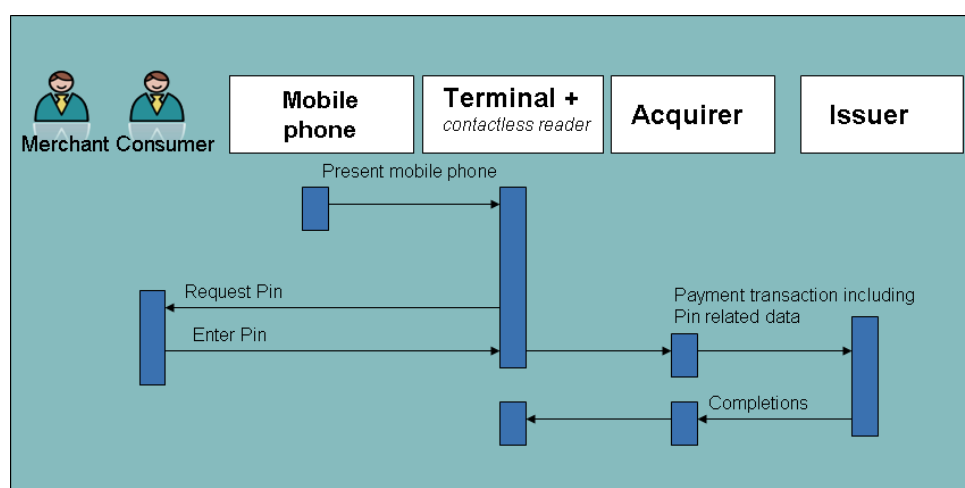 Merchant Consumer
Mobile
phone
Terminal +
contactless reader
Acquirer
Issuer
Present mobile phone
Request Pin
Enter Pin
Payment transaction including
Pin related data
Completions